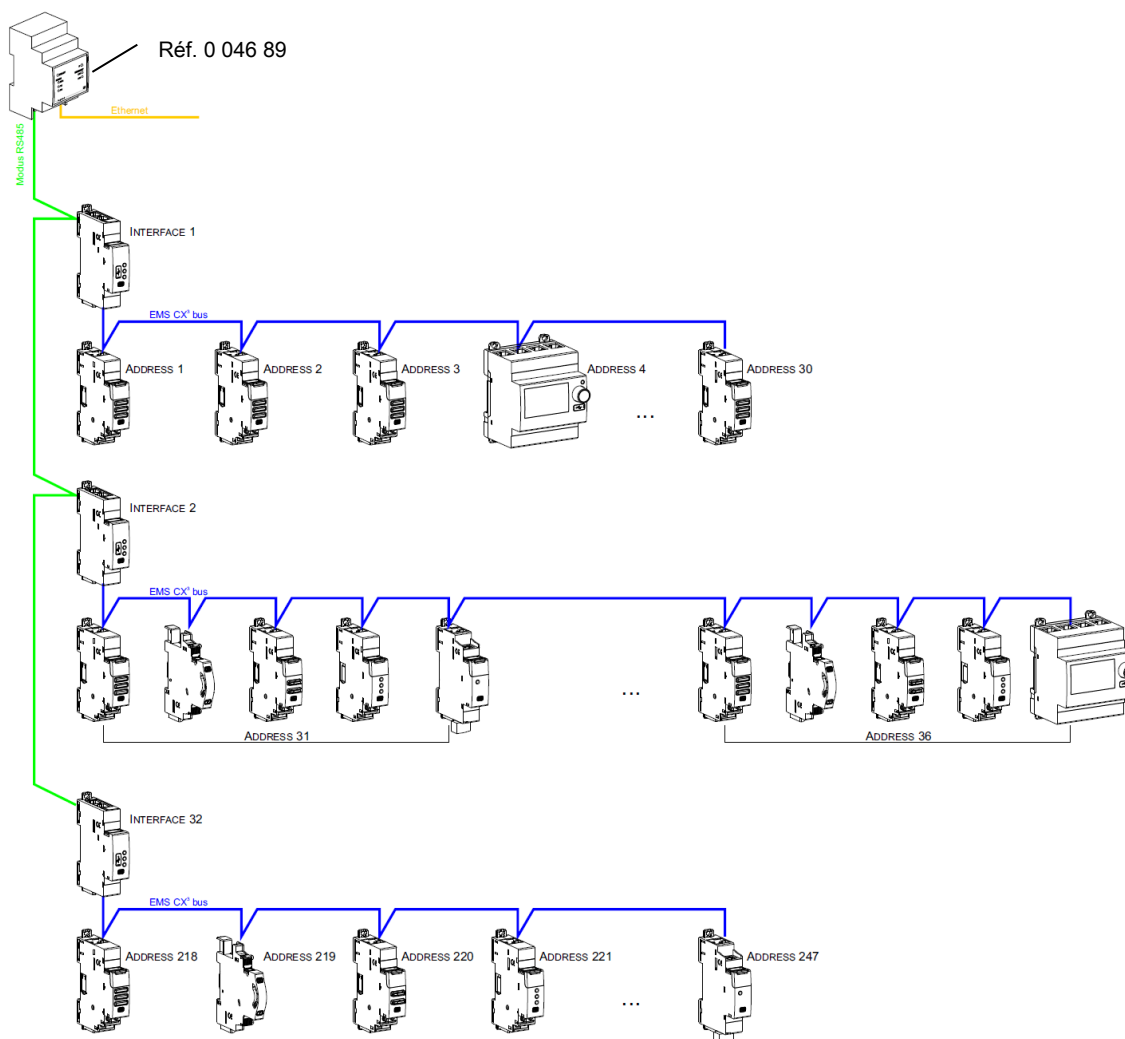 Réf. 0 046 89
Ethernet
Modus RS485
INTERFACE 1
EMS CX³ bus
ADDRESS 1
ADDRESS 2
ADDRESS 3
ADDRESS 4
ADDRESS 30
...
INTERFACE 2
EMS CX³ bus
...
ADDRESS 31
ADDRESS 36
INTERFACE 32
EMS CX³ bus
ADDRESS 218
ADDRESS 219
ADDRESS 220
ADDRESS 221
ADDRESS 247
...